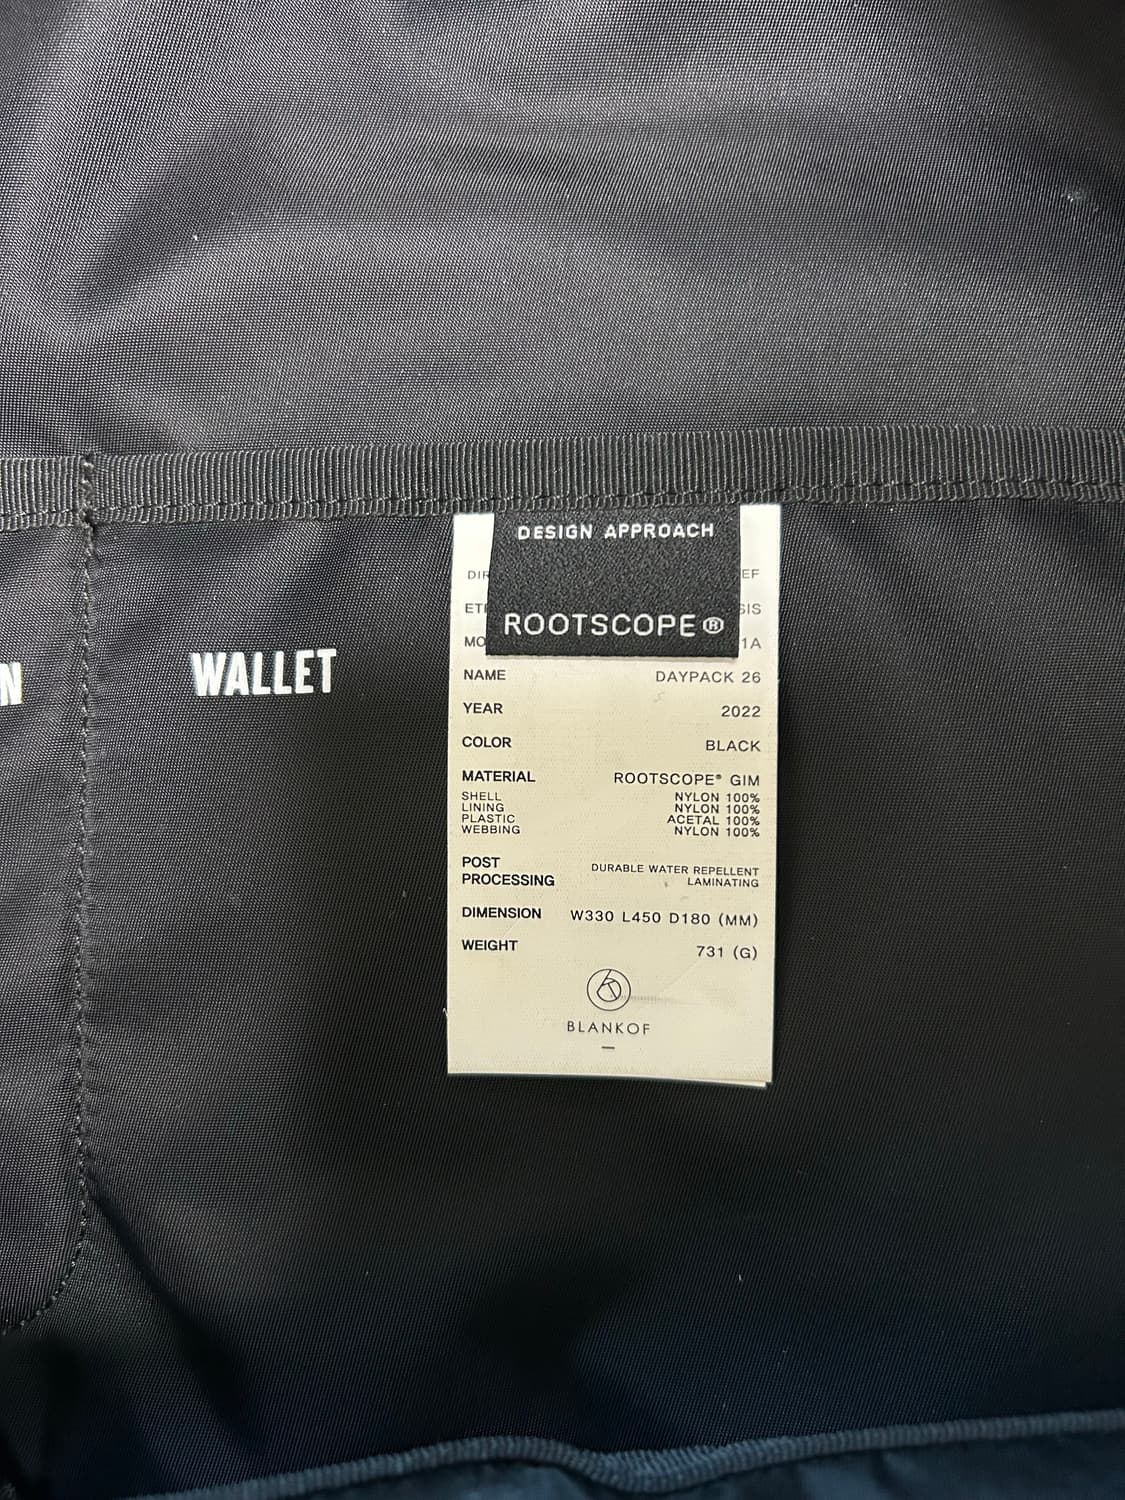 DESIGN APPROACH
ROOTSCOPE®
1A
N
WALLET
NAME DAYPACK 26
YEAR 2022
COLOR BLACK
MATERIAL ROOTSCOPE® GIM
SHELL NYLON 100%
LINING NYLON 100%
PLASTIC ACETAL 100%
WEBBING NYLON 100%
POST PROCESSING DURABLE WATER REPELLENT
LAMINATING
DIMENSION W330 L450 D180 (MM)
WEIGHT 731 (G)
BLANKOF